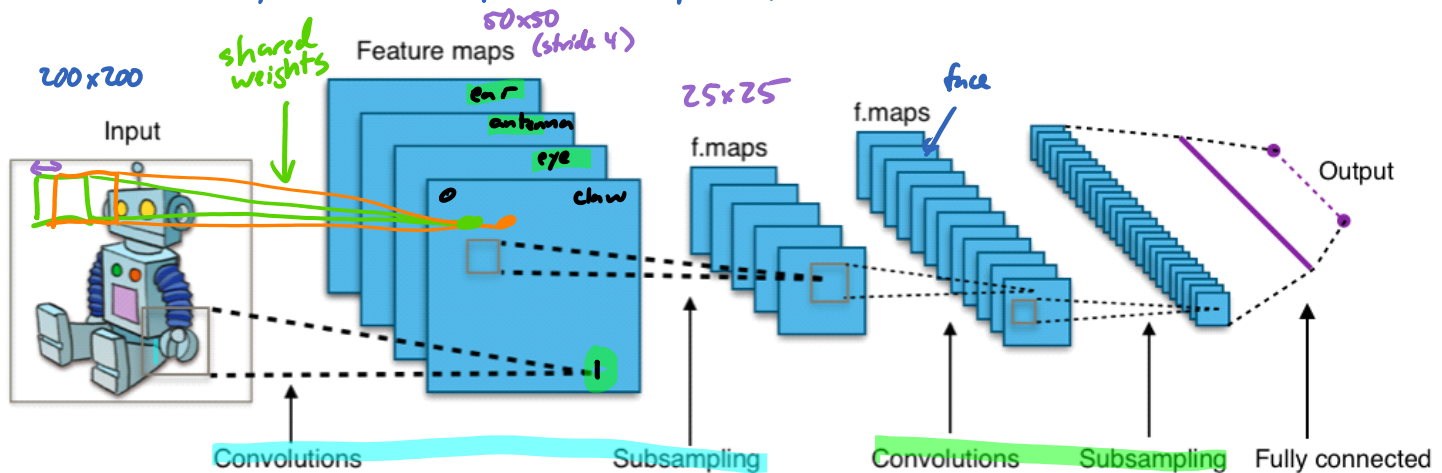 50x50
(stride 4)
shared
weights
Feature maps
200x200
ear
25x25
face
f.maps
Input
antenna
f.maps
eye
Output
0
claw
1
Convolutions
Subsampling
Convolutions
Subsampling
Fully connected